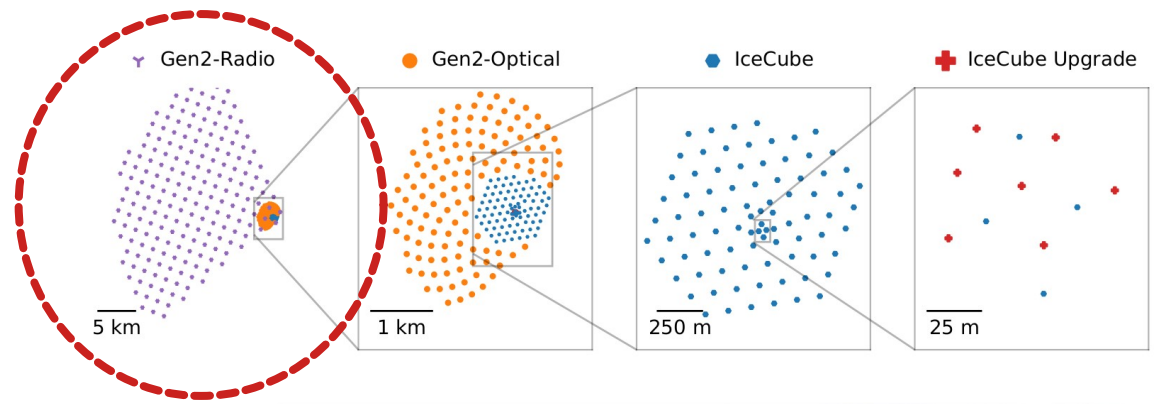 Gen2-Radio
Gen2-Optical
IceCube
IceCube Upgrade
5 km
1 km
250 m
25 m